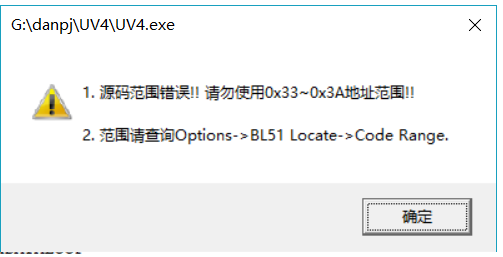 G:\danpj\UV4\UV4.exe
1. 源码范围错误!! 请勿使用0x33~0x3A地址范围!!
2. 范围请查询Options->BL51 Locate->Code Range.
确定